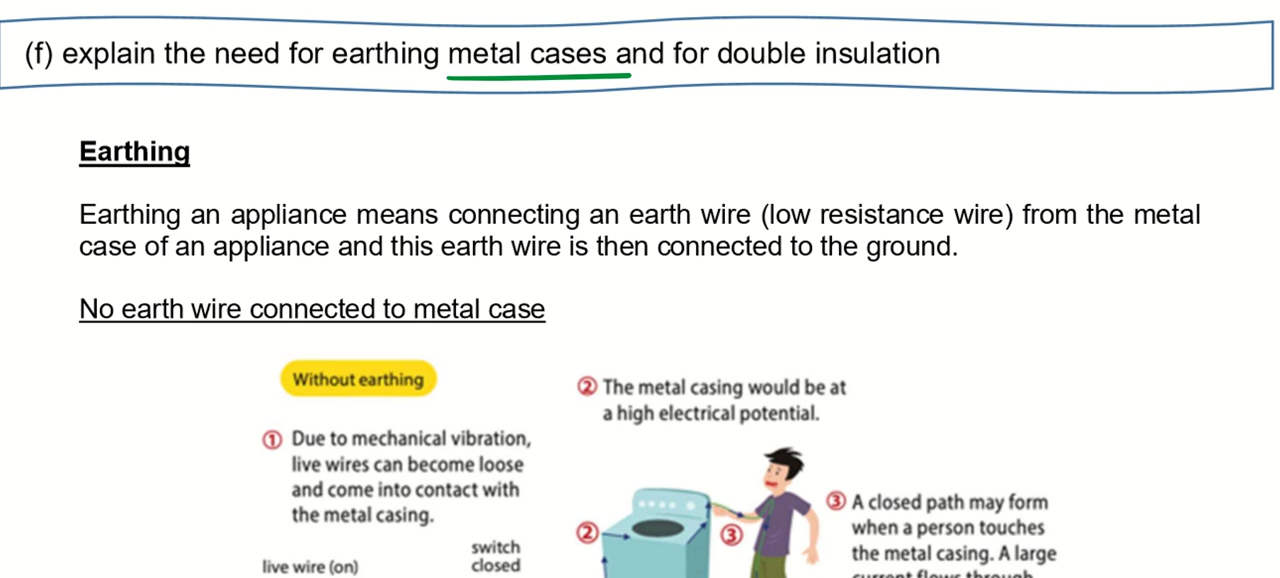 (f) explain the need for earthing metal cases and for double insulation
Earthing
Earthing an appliance means connecting an earth wire (low resistance wire) from the metal
case of an appliance and this earth wire is then connected to the ground.
No earth wire connected to metal case
Without earthing
① Due to mechanical vibration,
live wires can become loose
and come into contact with
the metal casing.
② The metal casing would be at
a high electrical potential.
②
③
③ A closed path may form
when a person touches
the metal casing. A large
current flows through
live wire (on)
switch
closed